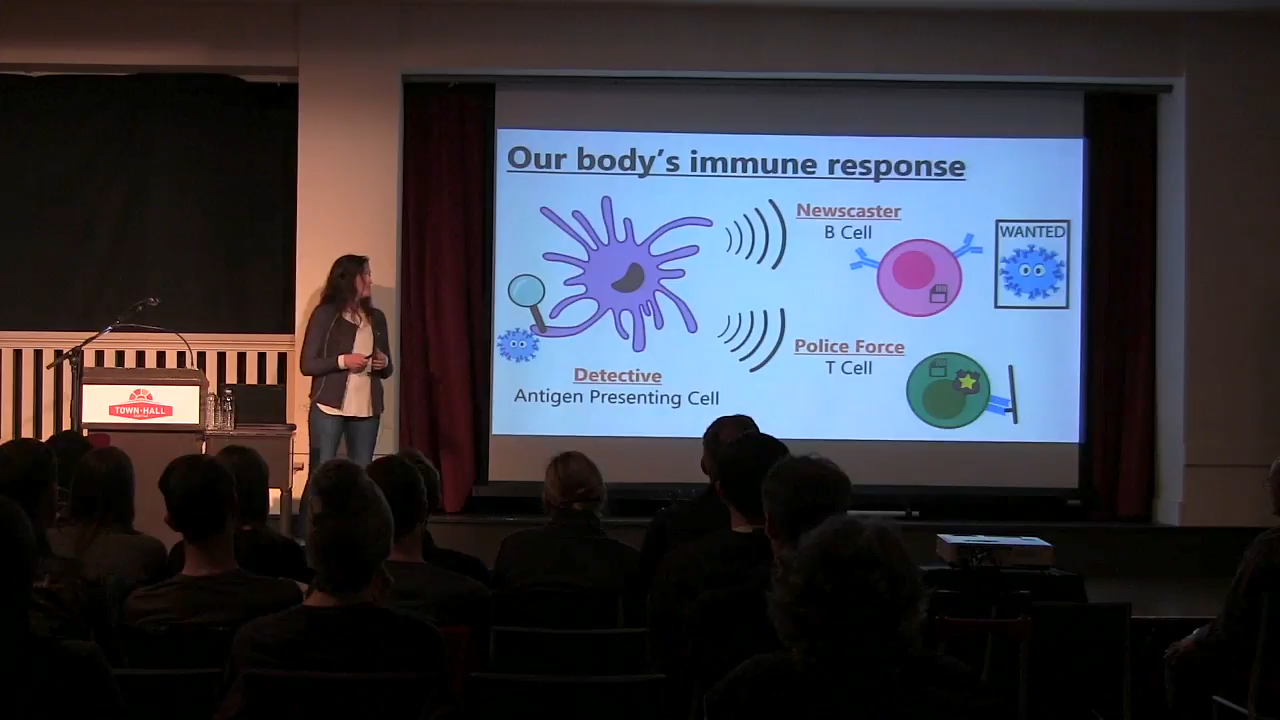 Our body's immune response
Newscaster
B Cell
WANTED
Police Force
T Cell
Detective
Antigen Presenting Cell
TOWN HALL